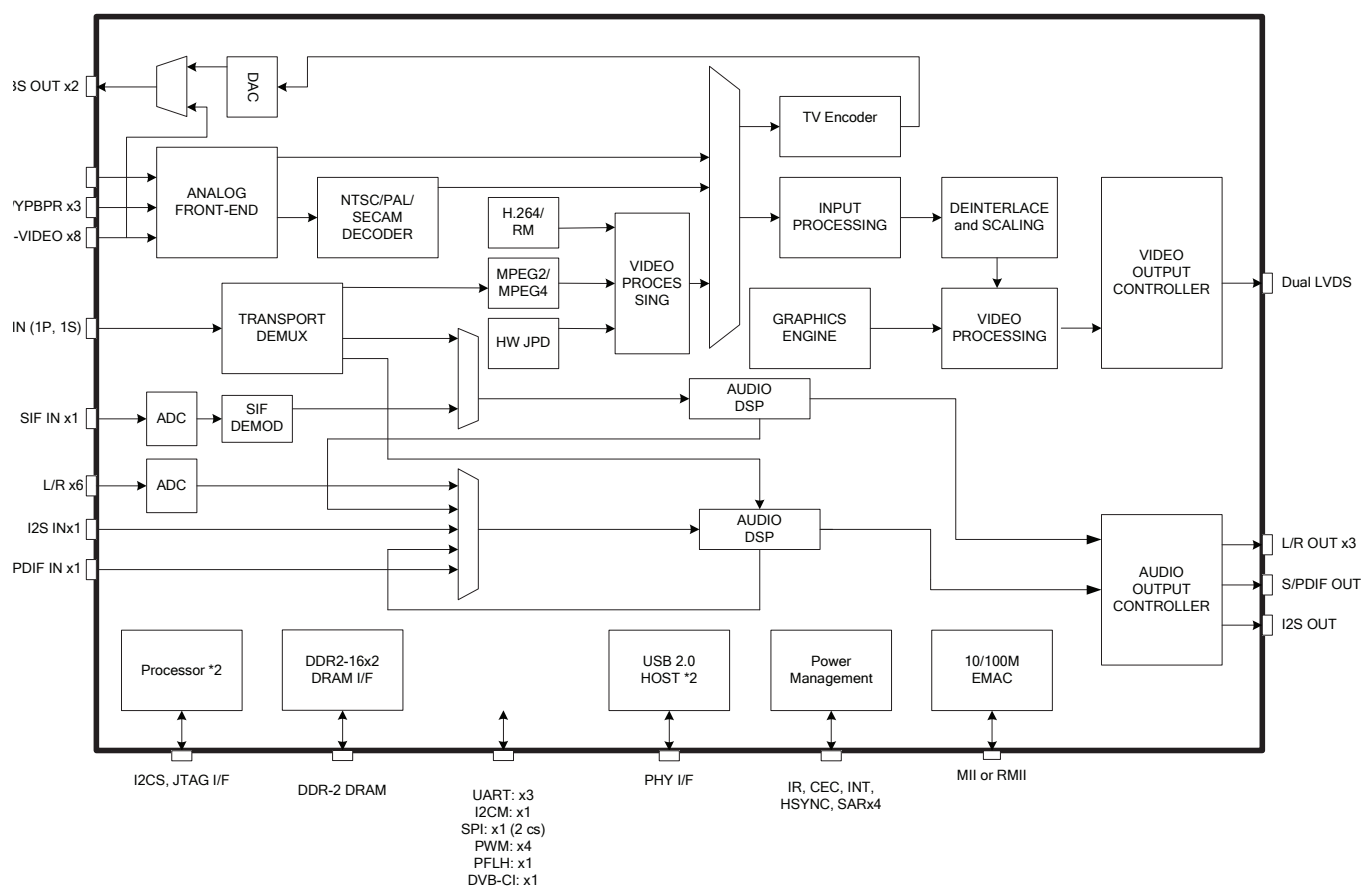 3S OUT x2
DAC
TV Encoder
ANALOG
FRONT-END
/YPBPR x3
-VIDEO x8
NTSC/PAL/
SECAM
DECODER
H.264/
RM
MPEG2/
MPEG4
HW JPD
VIDEO
PROCES
SING
INPUT
PROCESSING
DEINTERLACE
and SCALING
VIDEO
OUTPUT
CONTROLLER
Dual LVDS
IN (1P, 1S)
TRANSPORT
DEMUX
GRAPHICS
ENGINE
VIDEO
PROCESSING
SIF IN x1
ADC
SIF
DEMOD
AUDIO
DSP
L/R x6
ADC
I2S INx1
PDIF IN x1
AUDIO
DSP
AUDIO
OUTPUT
CONTROLLER
L/R OUT x3
S/PDIF OUT
I2S OUT
Processor *2
DDR2-16x2
DRAM I/F
USB 2.0
HOST *2
Power
Management
10/100M
EMAC
I2CS, JTAG I/F
DDR-2 DRAM
UART: x3
I2CM: x1
SPI: x1 (2 cs)
PWM: x4
PFLH: x1
DVB-CI: x1
PHY I/F
IR, CEC, INT,
HSYNC, SARx4
MII or RMII